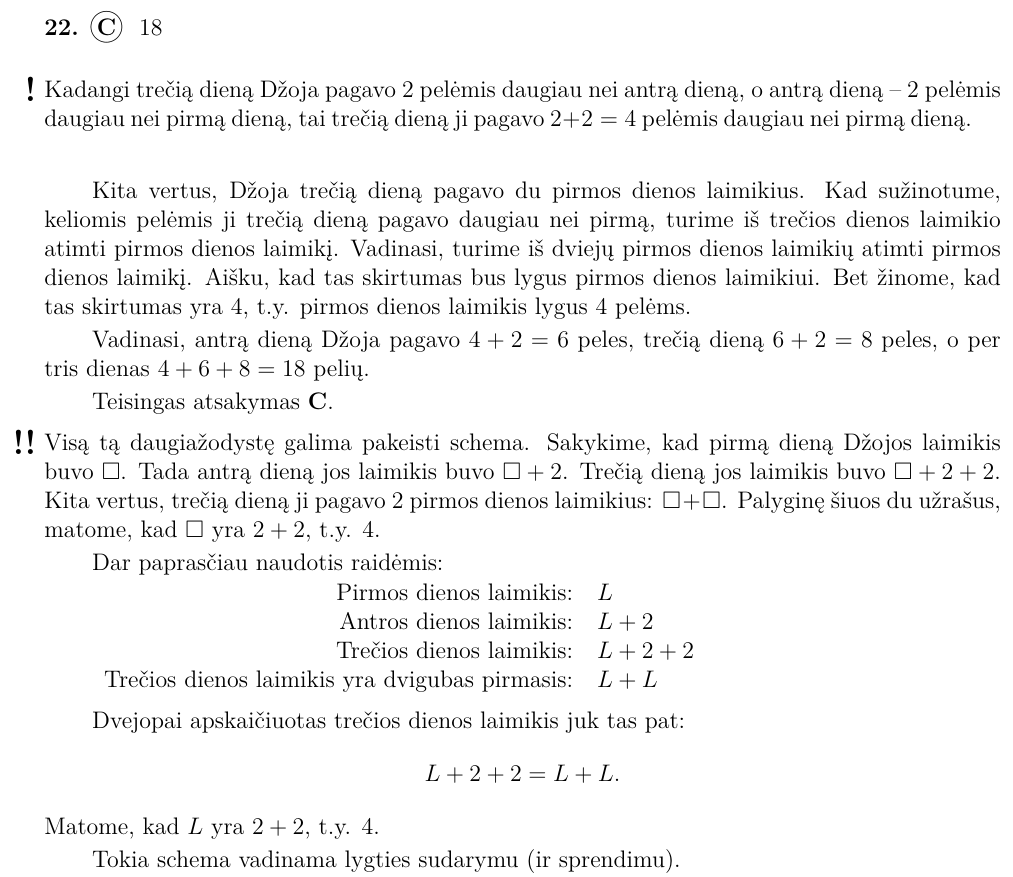 22. C 18
! Kadangi trečią dieną Džoja pagavo 2 pelėmis daugiau nei antrą dieną, o antrą dieną – 2 pelėmis
daugiau nei pirmą dieną, tai trečią dieną ji pagavo 2+2 = 4 pelėmis daugiau nei pirmą dieną.
Kita vertus, Džoja trečią dieną pagavo du pirmos dienos laimikius. Kad sužinotume,
keliomis pelėmis ji trečią dieną pagavo daugiau nei pirmą, turime iš trečios dienos laimikio
atimti pirmos dienos laimikį. Vadinasi, turime iš dviejų pirmos dienos laimikių atimti pirmos
dienos laimikį. Aišku, kad tas skirtumas bus lygus pirmos dienos laimikiui. Bet žinome, kad
tas skirtumas yra 4, t.y. pirmos dienos laimikis lygus 4 pelėms.
Vadinasi, antrą dieną Džoja pagavo 4 + 2 = 6 peles, trečią dieną 6 + 2 = 8 peles, o per
tris dienas 4 + 6 + 8 = 18 pelių.
Teisingas atsakymas C.
!! Visą tą daugiažodystę galima pakeisti schema. Sakykime, kad pirmą dieną Džojos laimikis
buvo □. Tada antrą dieną jos laimikis buvo □ + 2. Trečią dieną jos laimikis buvo □ + 2 + 2.
Kita vertus, trečią dieną ji pagavo 2 pirmos dienos laimikius: □+□. Palyginę šiuos du užrašus,
matome, kad □ yra 2 + 2, t.y. 4.
Dar paprasčiau naudotis raidėmis:
Pirmos dienos laimikis: L
Antros dienos laimikis: L + 2
Trečios dienos laimikis: L + 2 + 2
Trečios dienos laimikis yra dvigubas pirmasis: L + L
Dvejopai apskaičiuotas trečios dienos laimikis juk tas pat:
L + 2 + 2 = L + L.
Matome, kad L yra 2 + 2, t.y. 4.
Tokia schema vadinama lygties sudarymu (ir sprendimu).